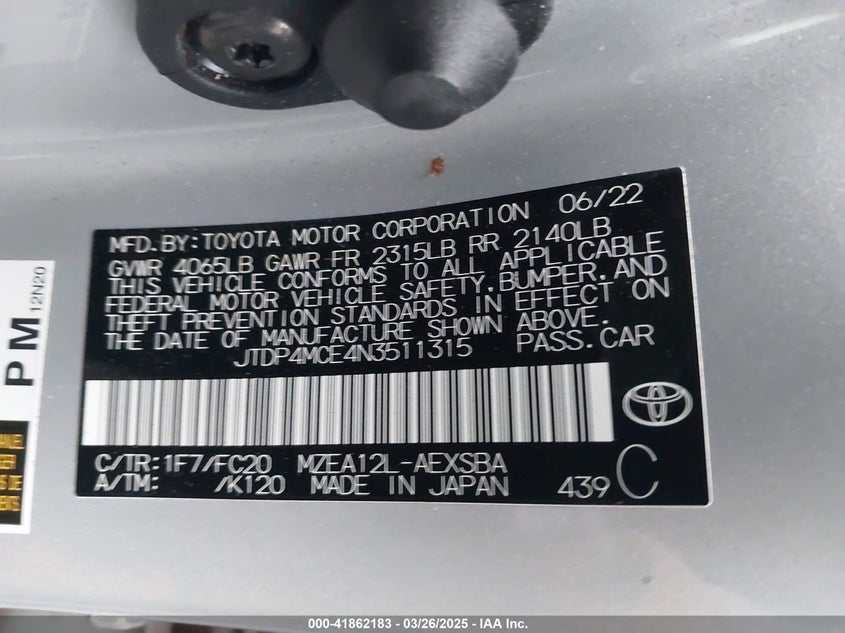 MFD.BY:TOYOTA MOTOR CORPORATION 06/22
GVWR 4065LB GAWR FR 2315LB RR 2140LB
THIS VEHICLE CONFORMS TO ALL APPLICABLE
FEDERAL MOTOR VEHICLE SAFETY,BUMPER,AND
THEFT PREVENTION STANDARDS IN EFFECT ON
THE DATE OF MANUFACTURE SHOWN ABOVE.
JTDP4MCE4N3511315 PASS.CAR
C/TR:1F7/FC20 MZEA12L-AEXSBA
A/TM: /K120 MADE IN JAPAN 439 C
PM
12N20
000-41862183 - 03/26/2025 - IAA Inc.